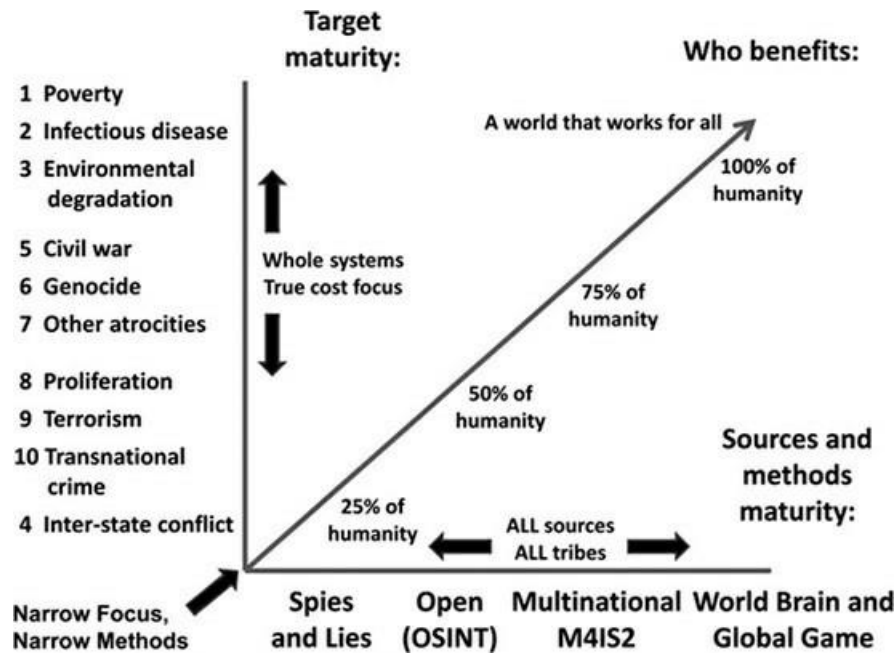 Target
maturity:
Who benefits:
1 Poverty
2 Infectious disease
3 Environmental
degradation
5 Civil war
6 Genocide
7 Other atrocities
8 Proliferation
9 Terrorism
10 Transnational
crime
4 Inter-state conflict
Whole systems
True cost focus
A world that works for all
100% of
humanity
75% of
humanity
50% of
humanity
25% of
humanity
Sources and
methods
maturity:
ALL sources
ALL tribes
Narrow Focus,
Narrow Methods
Spies
and Lies
Open
(OSINT)
Multinational
M4IS2
World Brain and
Global Game